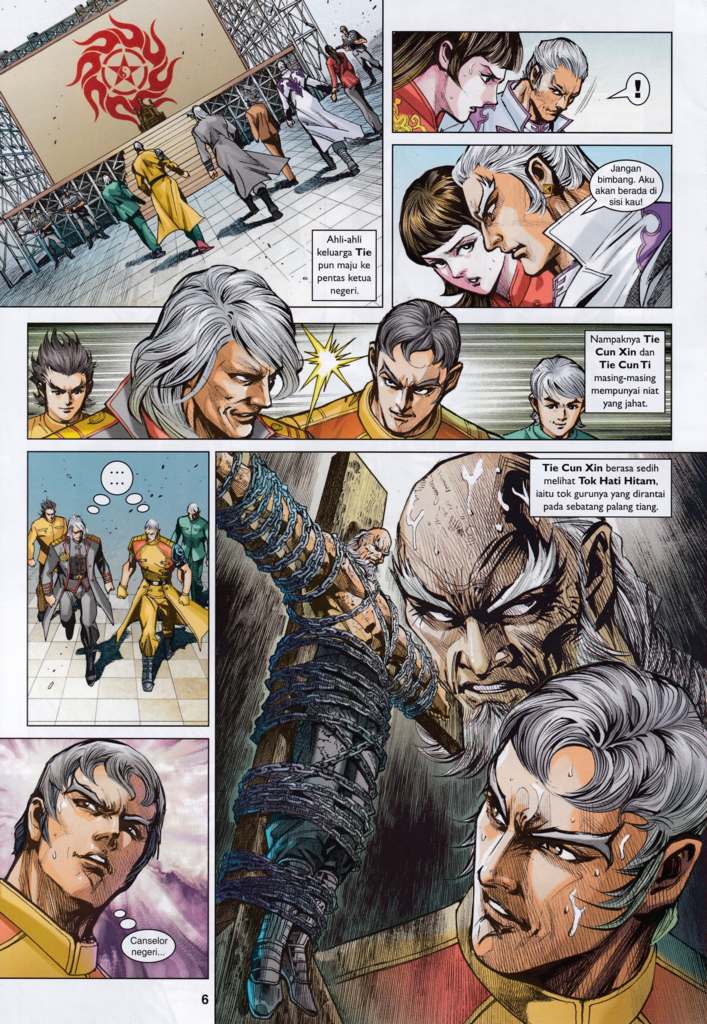 Ahli-ahli
keluarga Tie
pun maju ke
pentas ketua
negeri.
!
Jangan
bimbang. Aku
akan berada di
sisi kau!
Nampaknya Tie
Cun Xin dan
Tie Cun Ti
masing-masing
mempunyai niat
yang jahat.
...
...
Tie Cun Xin berasa sedih
melihat Tok Hati Hitam,
iaitu tok gurunya yang dirantai
pada sebatang palang tiang.
Canselor
negeri...
6